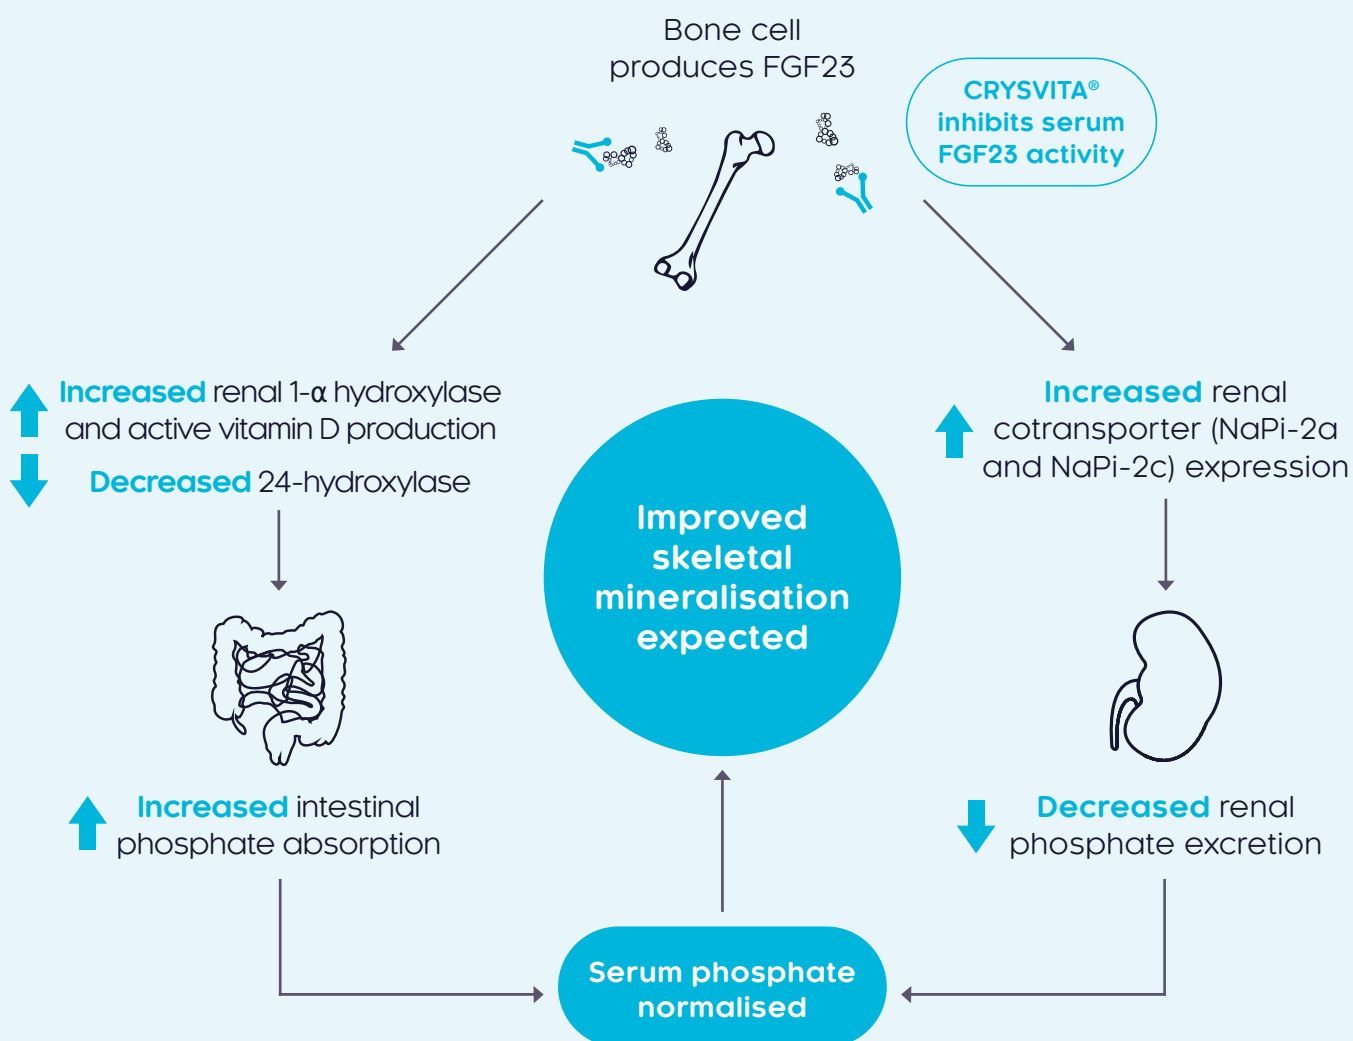 Bone cell
produces FGF23
CRYSVITA®
inhibits serum
FGF23 activity
Increased renal 1-α hydroxylase
and active vitamin D production
Decreased 24-hydroxylase
Increased renal
cotransporter (NaPi-2a
and NaPi-2c) expression
Improved
skeletal
mineralisation
expected
Increased intestinal
phosphate absorption
Decreased renal
phosphate excretion
Serum phosphate
normalised